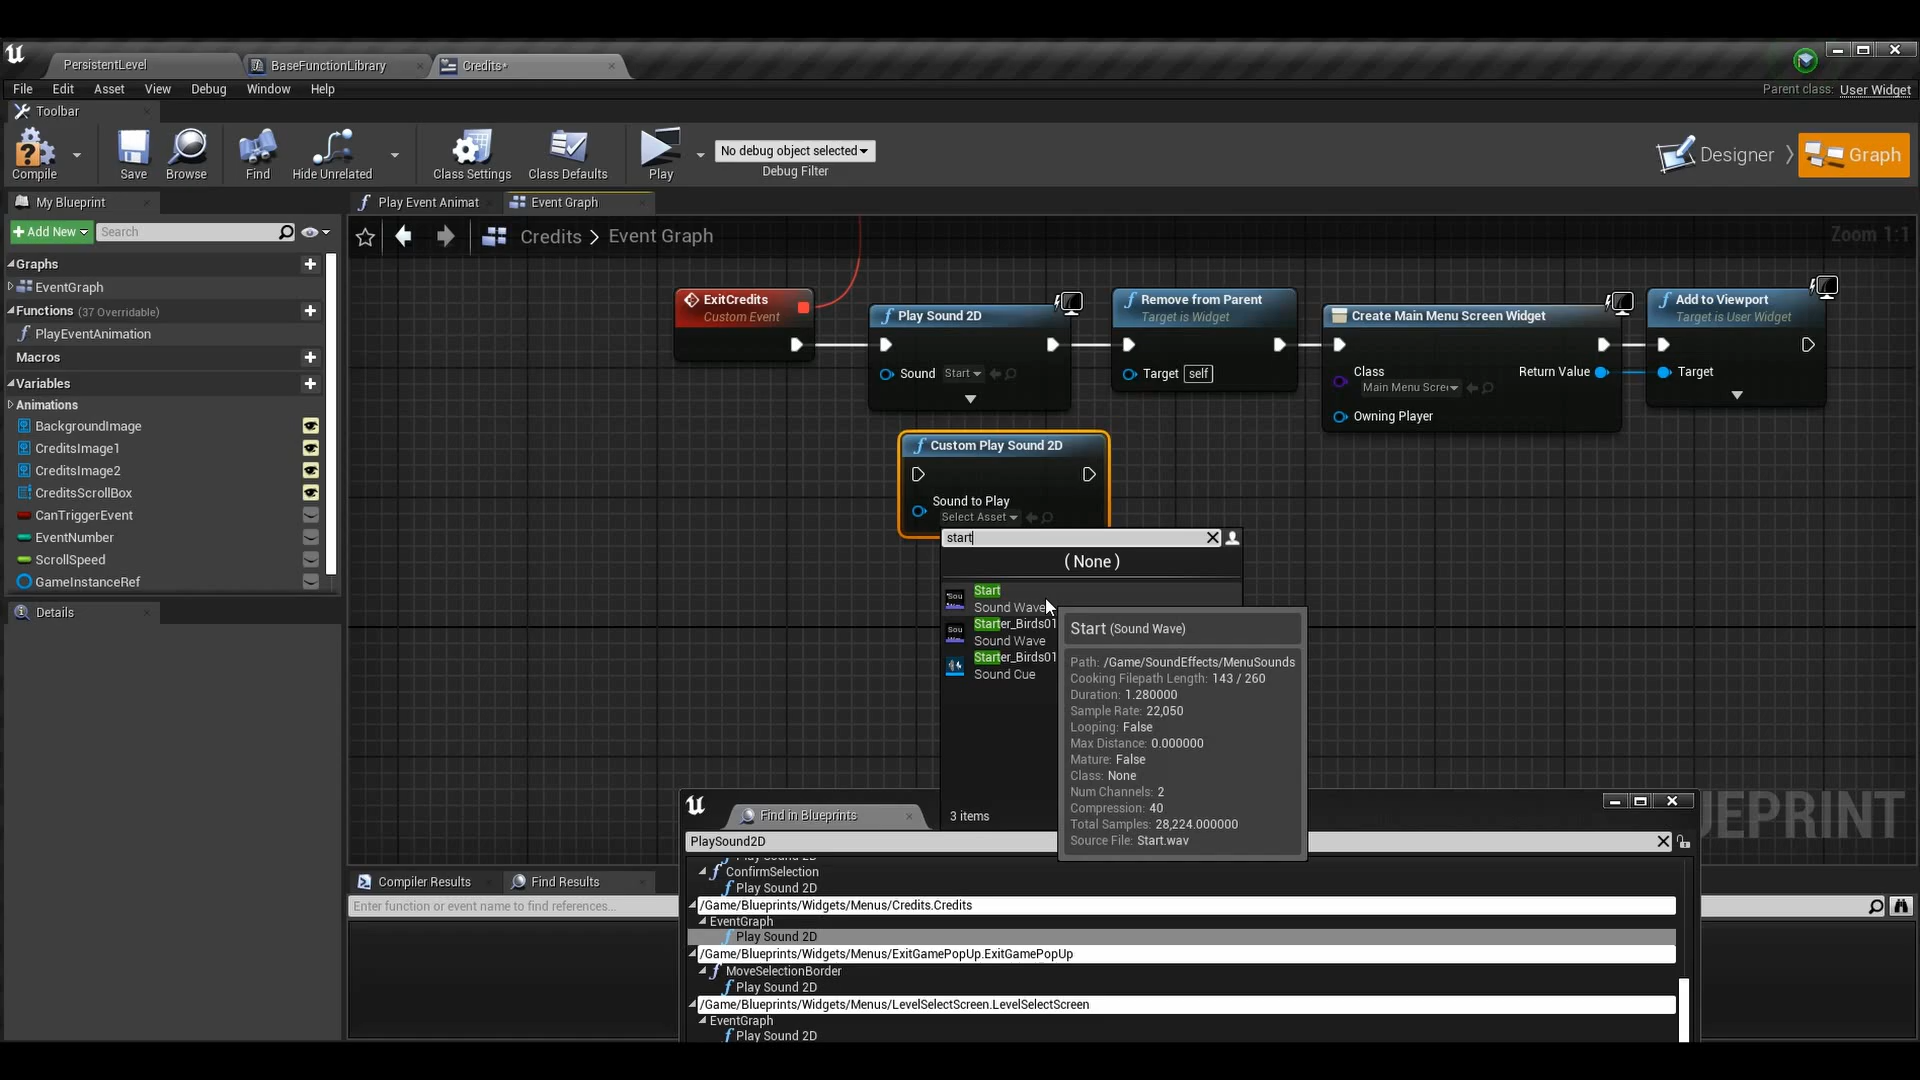 PersistentLevel
BaseFunctionLibrary
Credits*
File Edit Asset View Debug Window Help
Parent class: User Widget
Toolbar
Compile
Save
Browse
Find
Hide Unrelated
Class Settings
Class Defaults
Play
No debug object selected
Debug Filter
Designer
Graph
My Blueprint
Add New
Search
Graphs
EventGraph
Functions (37 Overridable)
PlayEventAnimation
Macros
Variables
Animations
BackgroundImage
CreditsImage1
CreditsImage2
CreditsScrollBox
CanTriggerEvent
EventNumber
ScrollSpeed
GameInstanceRef
Details
Play Event Animat
Event Graph
Credits > Event Graph
Zoom 1:1
ExitCredits
Custom Event
Play Sound 2D
Sound Start
Remove from Parent
Target is Widget
Target self
Create Main Menu Screen Widget
Class
Main Menu Scree
Return Value
Owning Player
Add to Viewport
Target is User Widget
Target
Custom Play Sound 2D
Sound to Play
Select Asset
start
( None )
Start
Sound Wave
Starter_Birds01
Sound Wave
Starter_Birds01
Sound Cue
3 items
Start (Sound Wave)
Path: /Game/SoundEffects/MenuSounds
Cooking Filepath Length: 143 / 260
Duration: 1.280000
Sample Rate: 22,050
Looping: False
Max Distance: 0.000000
Mature: False
Class: None
Num Channels: 2
Compression: 40
Total Samples: 28,224.000000
Source File: Start.wav
EPRINT
Compiler Results
Find Results
Enter function or event name to find references...
Find in Blueprints
PlaySound2D
Play Sound 2D
ConfirmSelection
Play Sound 2D
/Game/Blueprints/Widgets/Menus/Credits.Credits
EventGraph
Play Sound 2D
/Game/Blueprints/Widgets/Menus/ExitGamePopUp.ExitGamePopUp
MoveSelectionBorder
Play Sound 2D
/Game/Blueprints/Widgets/Menus/LevelSelectScreen.LevelSelectScreen
EventGraph
Play Sound 2D